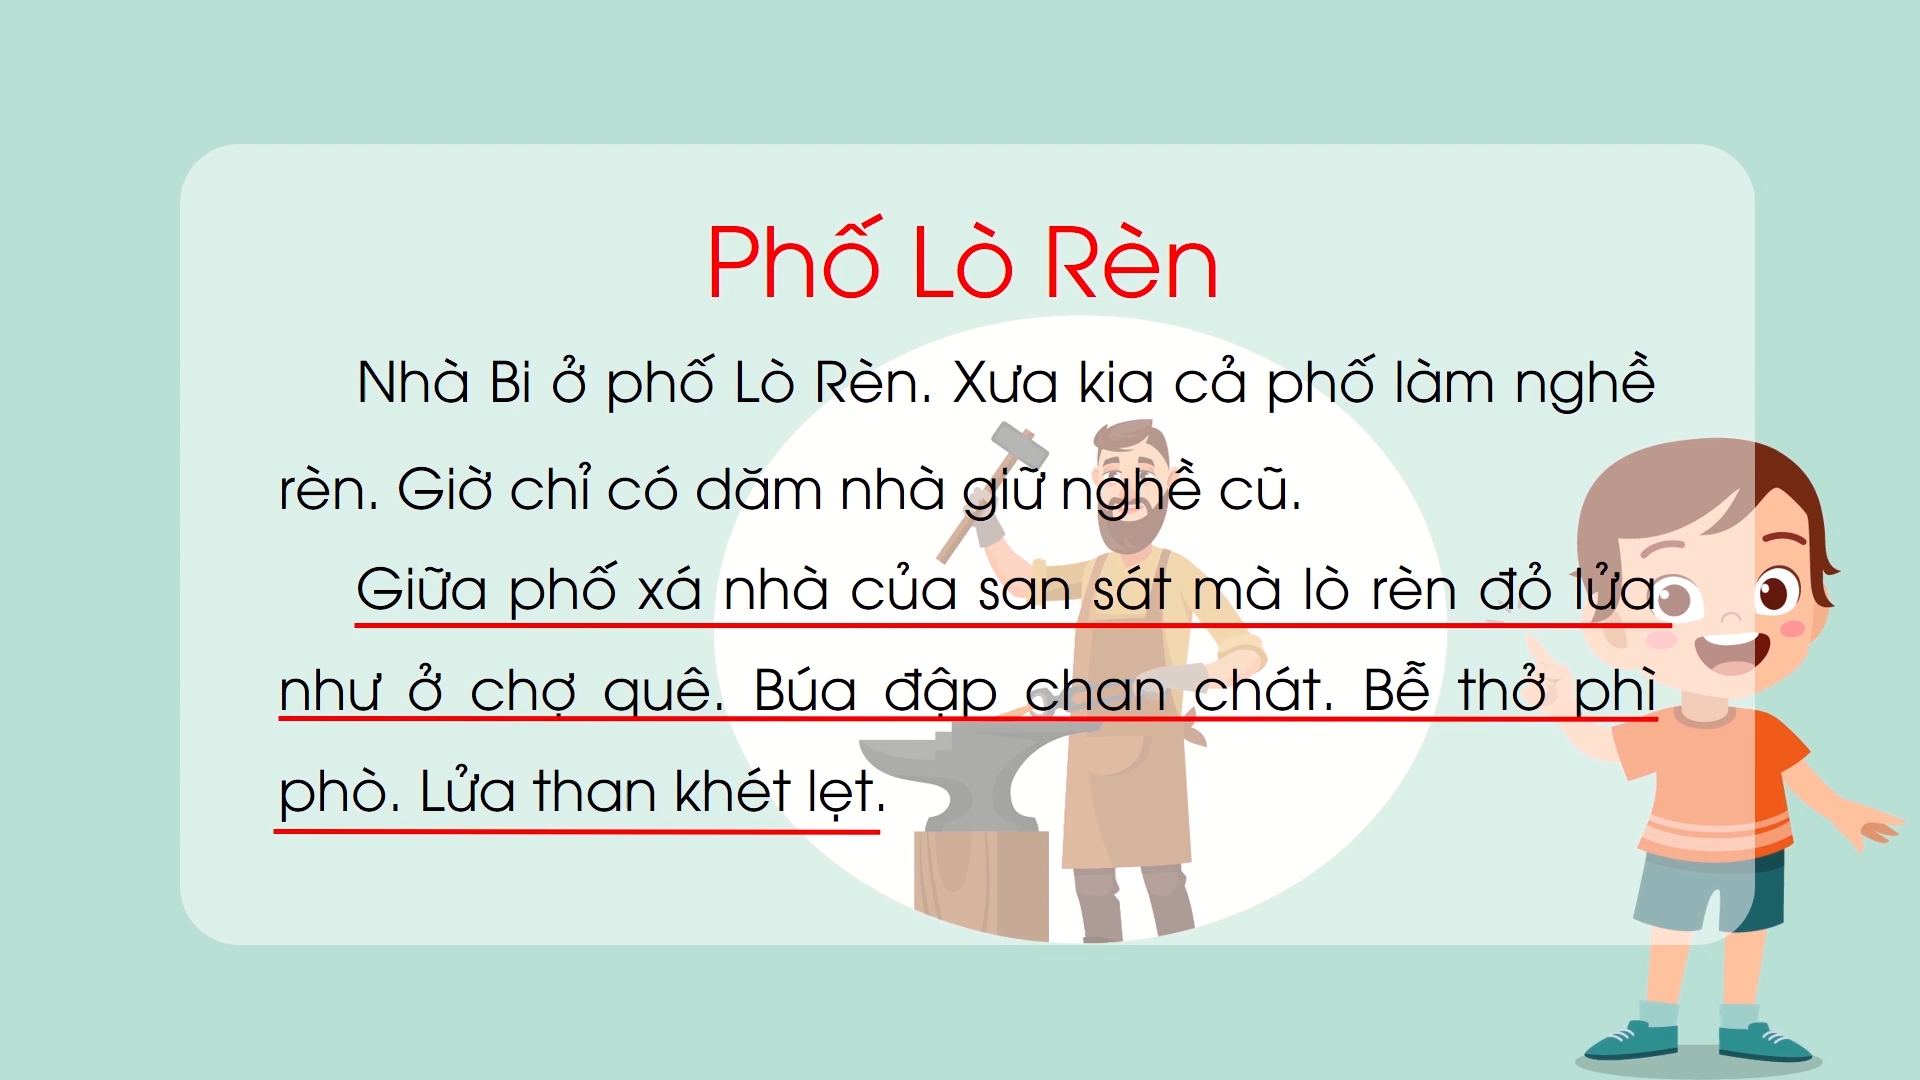 Phố Lò Rèn
Nhà Bi ở phố Lò Rèn. Xưa kia cả phố làm nghề
rèn. Giờ chỉ có dăm nhà giữ nghề cũ.
Giữa phố xá nhà của san sát mà lò rèn đỏ lửa
như ở chợ quê. Búa đập chan chát. Bễ thở phì
phò. Lửa than khét lẹt.